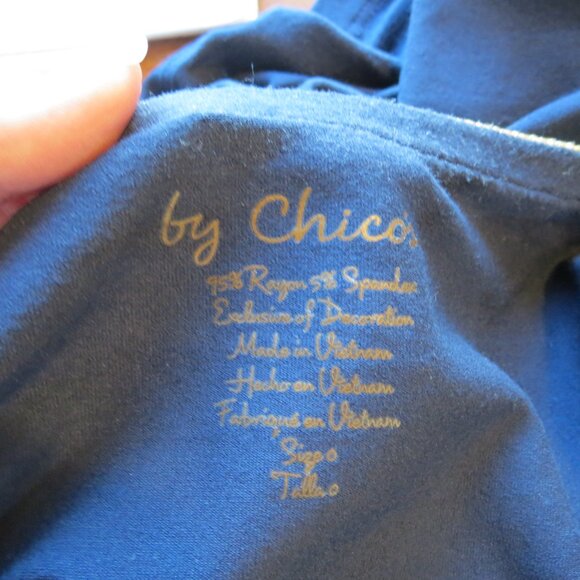 by Chico's
95% Rayon 5% Spandex
Exclusive of Decoration
Made in Vietnam
Hecho en Vietnam
Fabriqué en Vietnam
Size 0
Talla 0